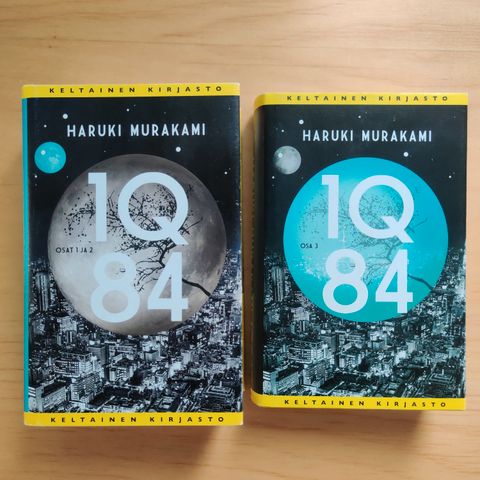 KELTAINEN KIRJASTO
HARUKI MURAKAMI
1Q
OSAT 1 JA 2
84
KELTAINEN KIRJASTO
KELTAINEN KIRJASTO
HARUKI MURAKAMI
1Q
OSA 3
84
KELTAINEN KIRJASTO